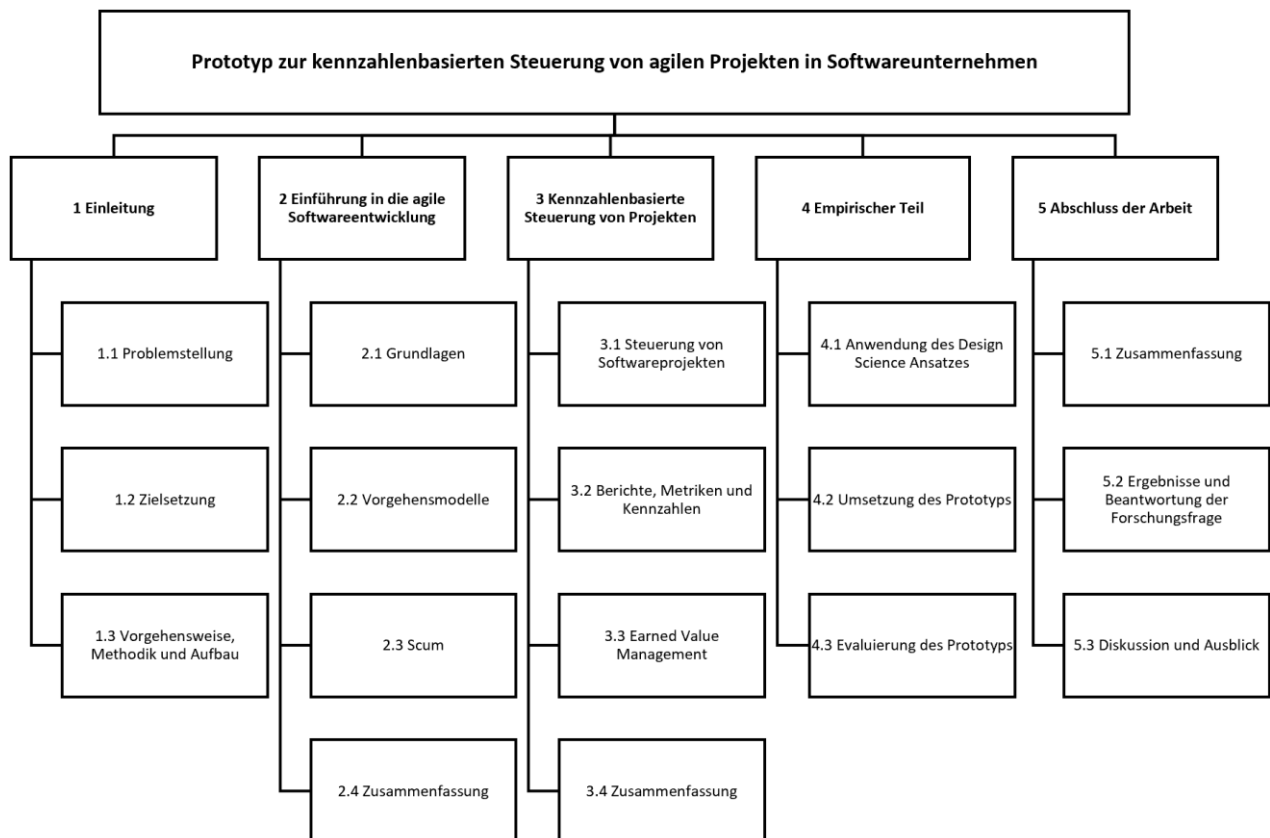 Prototyp zur kennzahlenbasierten Steuerung von agilen Projekten in Softwareunternehmen
1 Einleitung
2 Einführung in die agile
Softwareentwicklung
3 Kennzahlenbasierte
Steuerung von Projekten
4 Empirischer Teil
5 Abschluss der Arbeit
1.1 Problemstellung
2.1 Grundlagen
3.1 Steuerung von
Softwareprojekten
4.1 Anwendung des Design
Science Ansatzes
5.1 Zusammenfassung
1.2 Zielsetzung
2.2 Vorgehensmodelle
3.2 Berichte, Metriken und
Kennzahlen
4.2 Umsetzung des Prototyps
5.2 Ergebnisse und
Beantwortung der
Forschungsfrage
1.3 Vorgehensweise,
Methodik und Aufbau
2.3 Scum
3.3 Earned Value
Management
4.3 Evaluierung des Prototyps
5.3 Diskussion und Ausblick
2.4 Zusammenfassung
3.4 Zusammenfassung